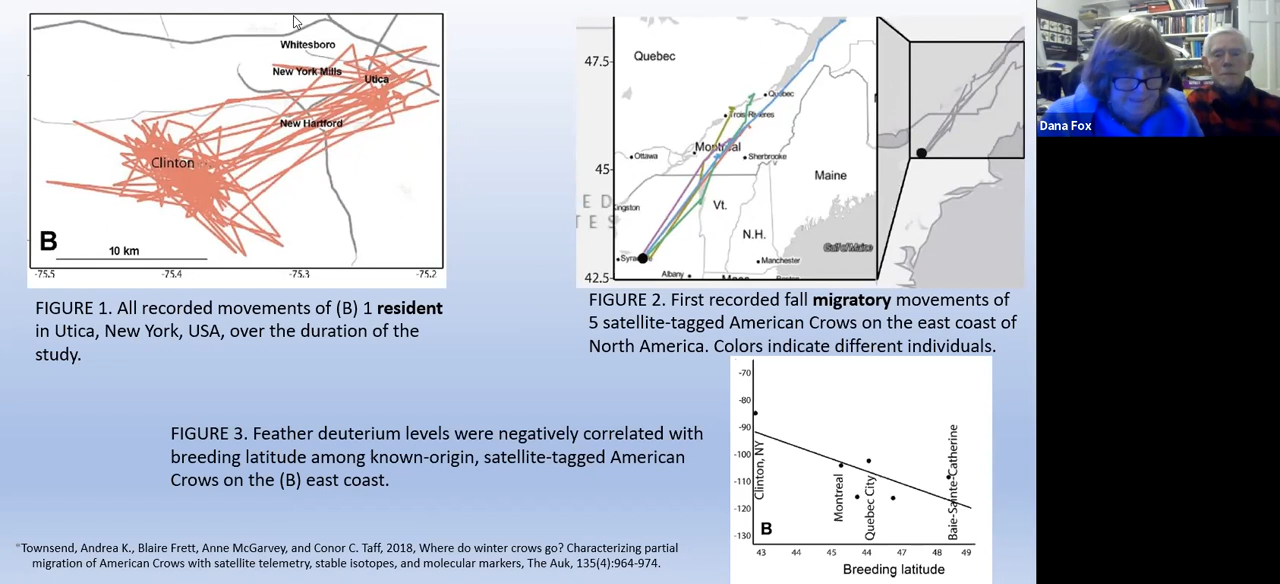 Whitesboro
New York Mills
Utica
New Hartford
Clinton
B
10 km
-75.5
-75.4
-75.3
-75.2
FIGURE 1. All recorded movements of (B) 1 resident
in Utica, New York, USA, over the duration of the
study.
47.5
Quebec
Québec
Trois Rivieres
Montreal
Ottawa
Sherbrooke
45
Maine
Vt.
N.H.
Gulf of Maine
Manchester
Albany
42.5
FIGURE 2. First recorded fall migratory movements of
5 satellite-tagged American Crows on the east coast of
North America. Colors indicate different individuals.
Dana Fox
FIGURE 3. Feather deuterium levels were negatively correlated with
breeding latitude among known-origin, satellite-tagged American
Crows on the (B) east coast.
-70
-80
-90
-100
-110
-120
-130
Clinton, NY
Montreal
Quebec City
Baie-Sainte-Catherine
B
43
44
45
44
47
48
49
Breeding latitude
*Townsend, Andrea K., Blaire Frett, Anne McGarvey, and Conor C. Taff, 2018, Where do winter crows go? Characterizing partial
migration of American Crows with satellite telemetry, stable isotopes, and molecular markers, The Auk, 135(4):964-974.